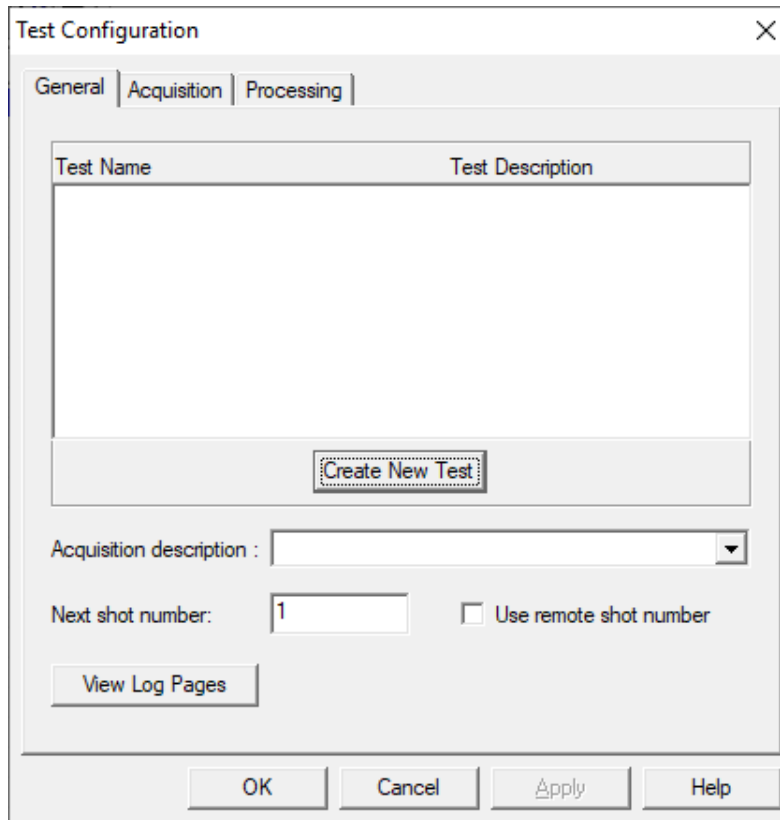 Test Configuration
General Acquisition Processing
Test Name Test Description
Create New Test
Acquisition description :
Next shot number: 1 Use remote shot number
View Log Pages
OK Cancel Apply Help